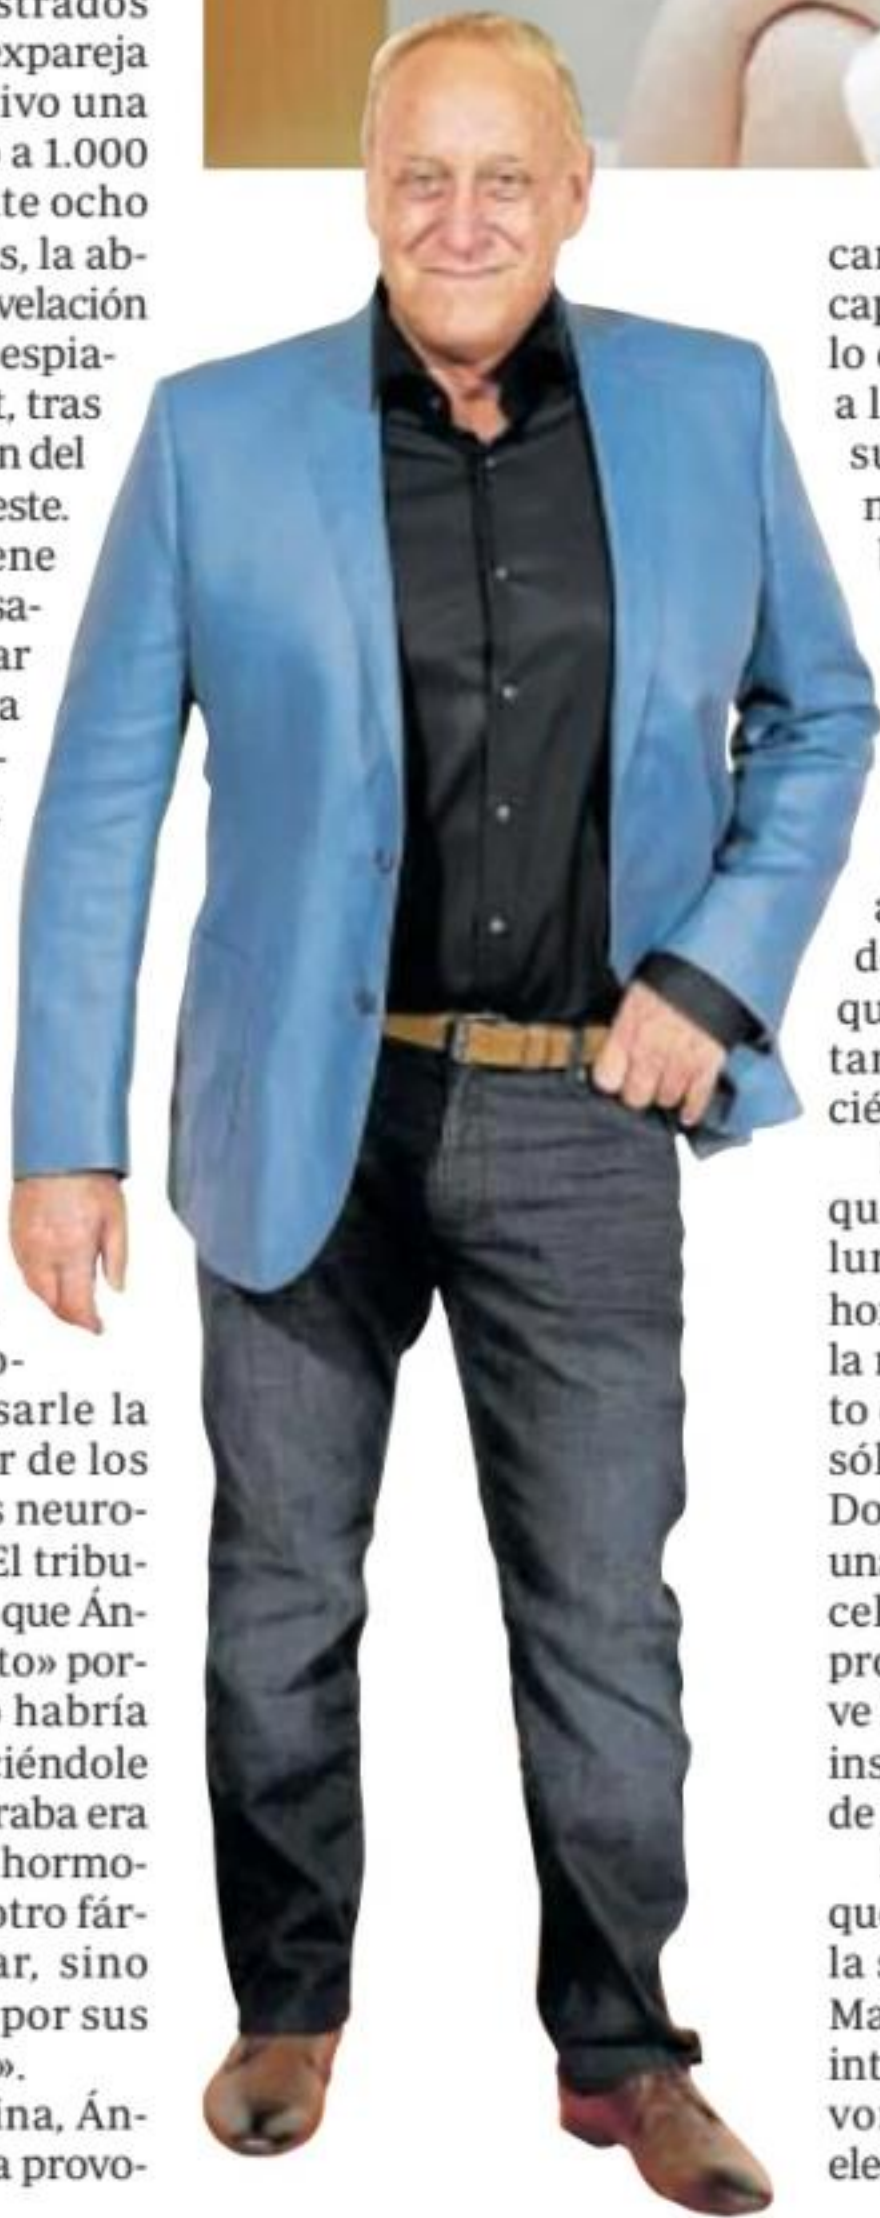 strados
expareja
ivo una
a 1.000
te ocho
s, la ab-
velación
espia-
t, tras
n del
este.
ene
sa-
ar
a
-
o-
sarle la
r de los
s neuro-
El tribu-
que Án-
to» por-
habría
ciéndole
raba era
hormo-
otro fár-
ar, sino
por sus
».
ina, Án-
a provo-
car
cap
lo
a l
su
n
a
d
qu
tar
cié
qu
lur
ho
la
to
sól
Do
una
cel
pro
ve
ins
de
que
la s
Ma
int
vo
ele